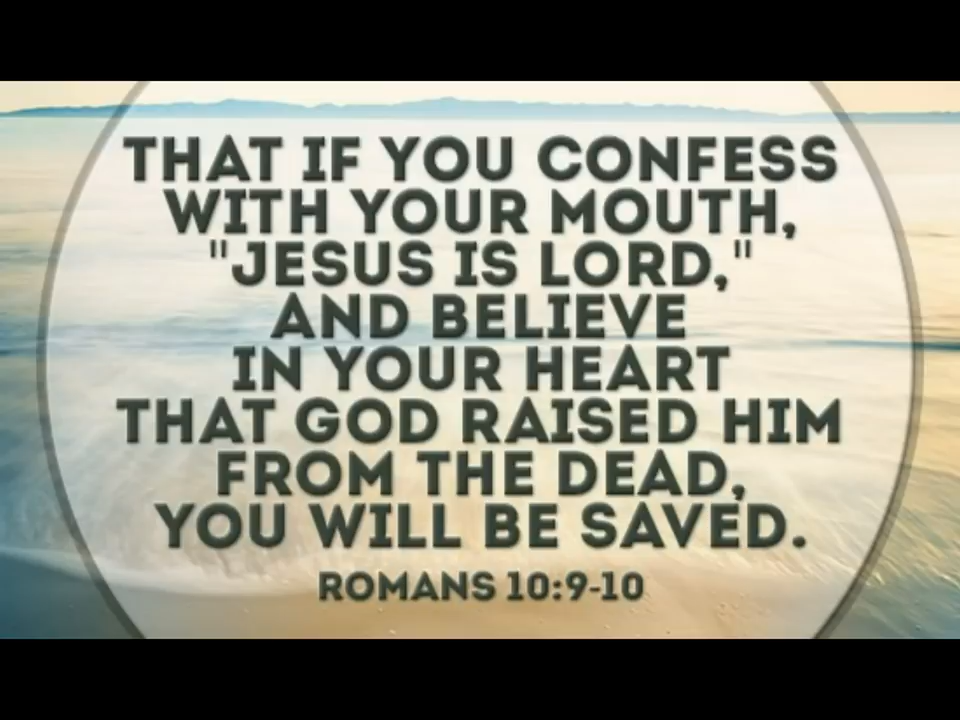 THAT IF YOU CONFESS
WITH YOUR MOUTH,
"JESUS IS LORD,"
AND BELIEVE
IN YOUR HEART
THAT GOD RAISED HIM
FROM THE DEAD,
YOU WILL BE SAVED.
ROMANS 10:9-10